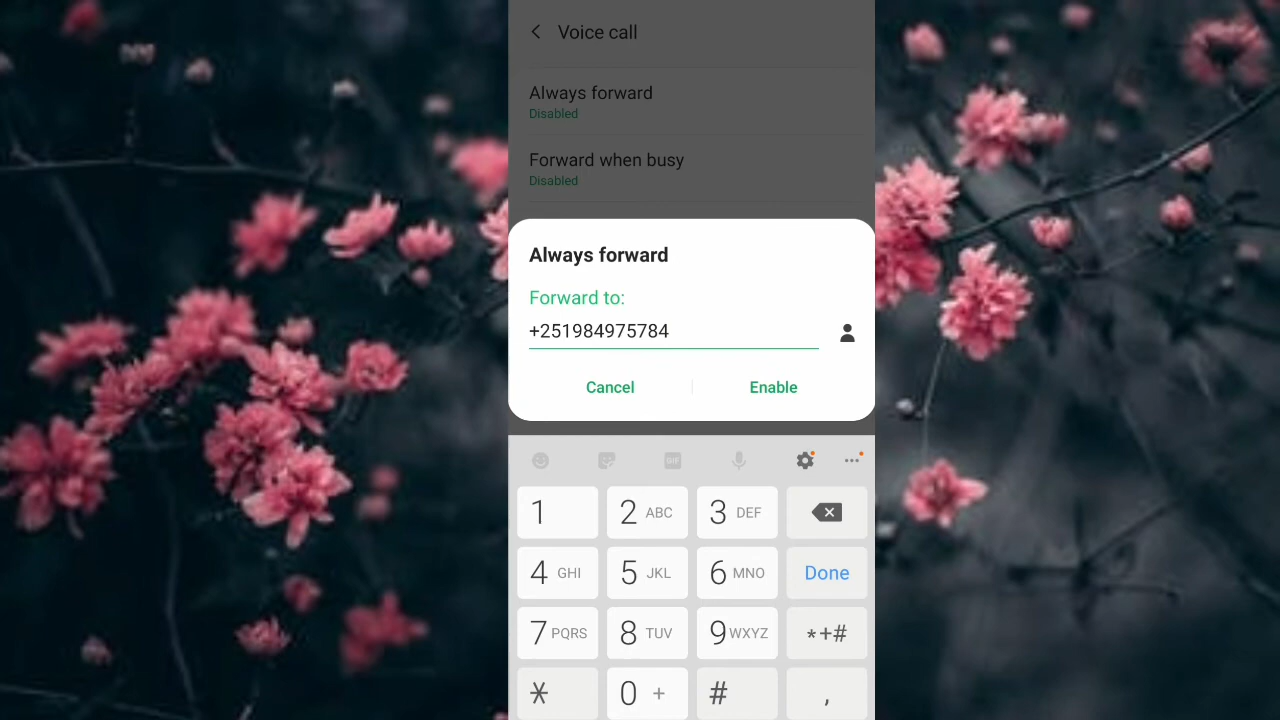 Voice call
Always forward
Disabled
Forward when busy
Disabled
Always forward
Forward to:
+251984975784
Cancel
Enable
GIF
1
2 ABC
3 DEF
4 GHI
5 JKL
6 MNO
Done
7 PQRS
8 TUV
9 WXYZ
*+#
*
0 +
#
,